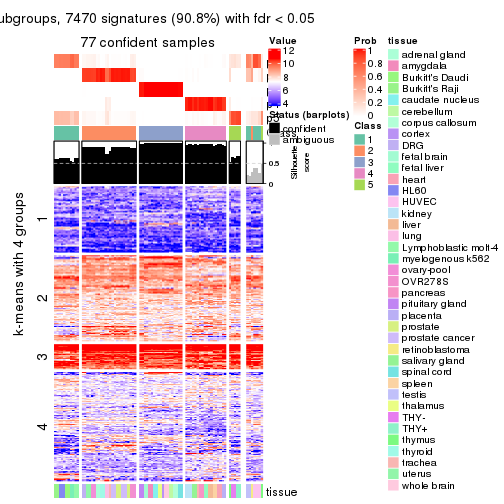 ubgroups, 7470 signatures (90.8%) with fdr < 0.05
77 confident samples
k-means with 4 groups
1
2
3
4
Class
Silhouette score
1
0.5
0
tissue
Value
12
10
8
6
4
Status (barplots)
confident
ambiguous
Prob
1
0.8
0.6
0.4
0.2
0
Class
1
2
3
4
5
tissue
adrenal gland
amygdala
Burkitt's Daudi
Burkitt's Raji
caudate nucleus
cerebellum
corpus callosum
cortex
DRG
fetal brain
fetal liver
heart
HL60
HUVEC
kidney
liver
lung
Lymphoblastic molt-4
myelogenous k562
ovary-pool
OVR278S
pancreas
pituitary gland
placenta
prostate
prostate cancer
retinoblastoma
salivary gland
spinal cord
spleen
testis
thalamus
THY-
THY+
thymus
thyroid
trachea
uterus
whole brain